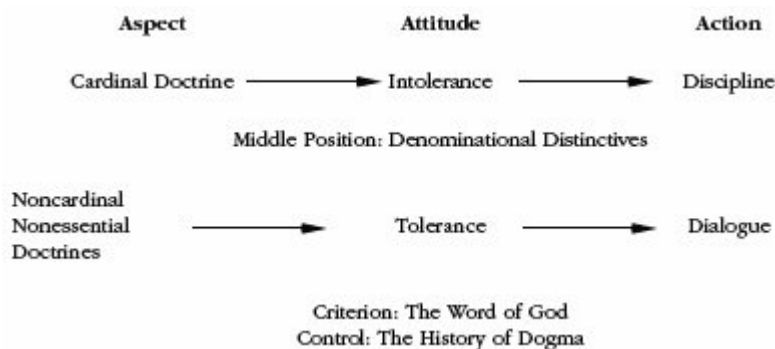 Aspect Attitude Action
Cardinal Doctrine Intolerance Discipline
Middle Position: Denominational Distinctives
Noncardinal
Nonessential
Doctrines
Tolerance Dialogue
Criterion: The Word of God
Control: The History of Dogma